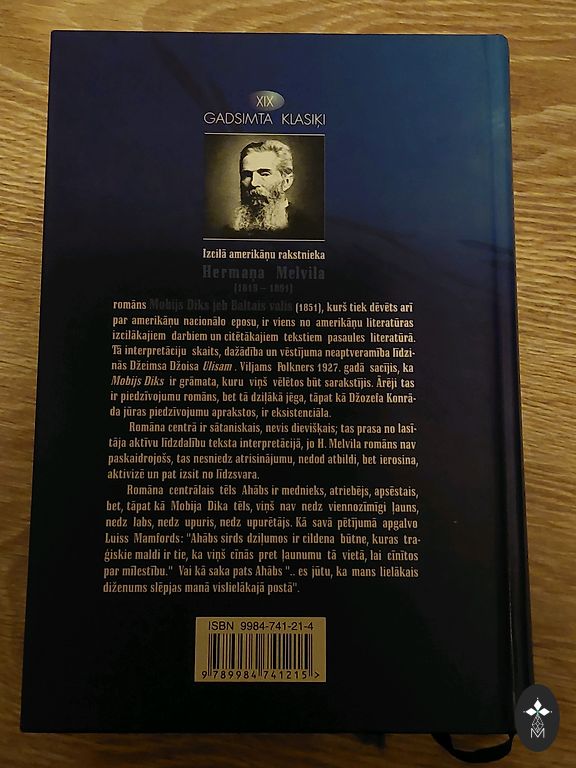 XIX
GADSIMTA KLASIĶI
Izcilā amerikāņu rakstnieka
Hermaņa Melvila
(1819 – 1891)
romāns Mobijs Diks jeb Baltais valis (1851), kurš tiek dēvēts arī
par amerikāņu nacionālo eposu, ir viens no amerikāņu literatūras
izcilākajiem darbiem un citētākajiem tekstiem pasaules literatūrā.
Tā interpretāciju skaits, dažādība un vēstījuma neaptveramība līdzi-
nās Džeimsa Džoisa Ulisam. Viljams Folkners 1927. gadā sacījis, ka
Mobijs Diks ir grāmata, kuru viņš vēlētos būt sarakstījis. Ārēji tas
ir piedzīvojumu romāns, bet tā dziļākā jēga, tāpat kā Džozefa Konrā-
da jūras piedzīvojumu aprakstos, ir eksistenciāla.
Romāna centrā ir sātaniskais, nevis dievišķais; tas prasa no lasī-
tāja aktīvu līdzdalību teksta interpretācijā, jo H. Melvila romāns nav
paskaidrojošs, tas nesniedz atrisinājumu, nedod atbildi, bet ierosina,
aktivizē un pat izsit no līdzsvara.
Romāna centrālais tēls Ahābs ir mednieks, atriebējs, apsēstais,
bet, tāpat kā Mobija Dika tēls, viņš nav nedz viennozīmīgi ļauns,
nedz labs, nedz upuris, nedz upurētājs. Kā savā pētījumā apgalvo
Luiss Mamfords: "Ahābs sirds dziļumos ir cildena būtne, kuras tra-
ģiskie maldi ir tie, ka viņš cīnās pret ļaunumu tā vietā, lai cīnītos
par mīlestību." Vai kā saka pats Ahābs ".. es jūtu, ka mans lielākais
diženums slēpjas manā vislielākajā postā".
ISBN 9984-741-21-4
9 789984 741215 >
M